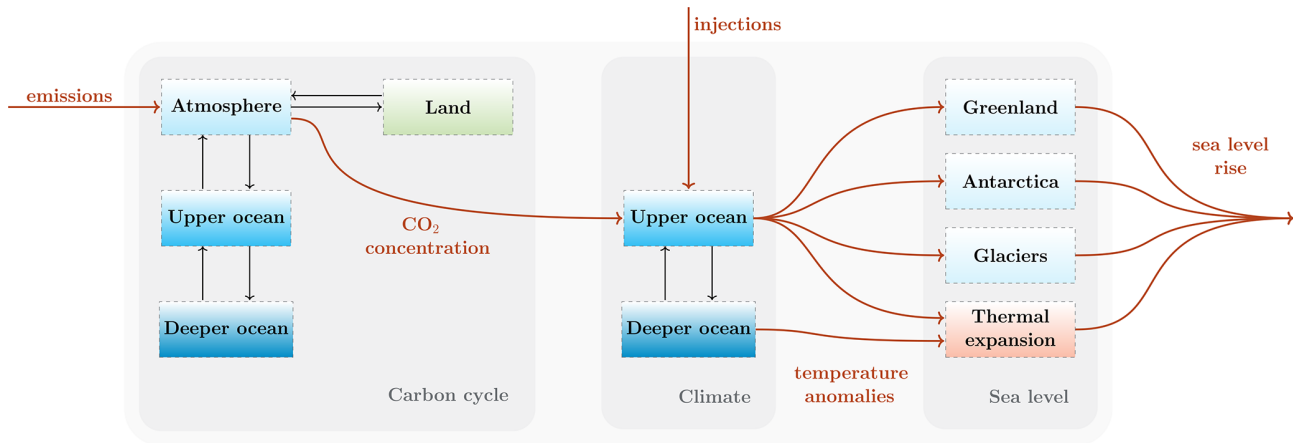 injections
emissions
Atmosphere
Land
Greenland
sea level
rise
Antarctica
Upper ocean
CO₂
concentration
Upper ocean
Glaciers
Deeper ocean
Deeper ocean
Thermal
expansion
temperature
anomalies
Carbon cycle
Climate
Sea level